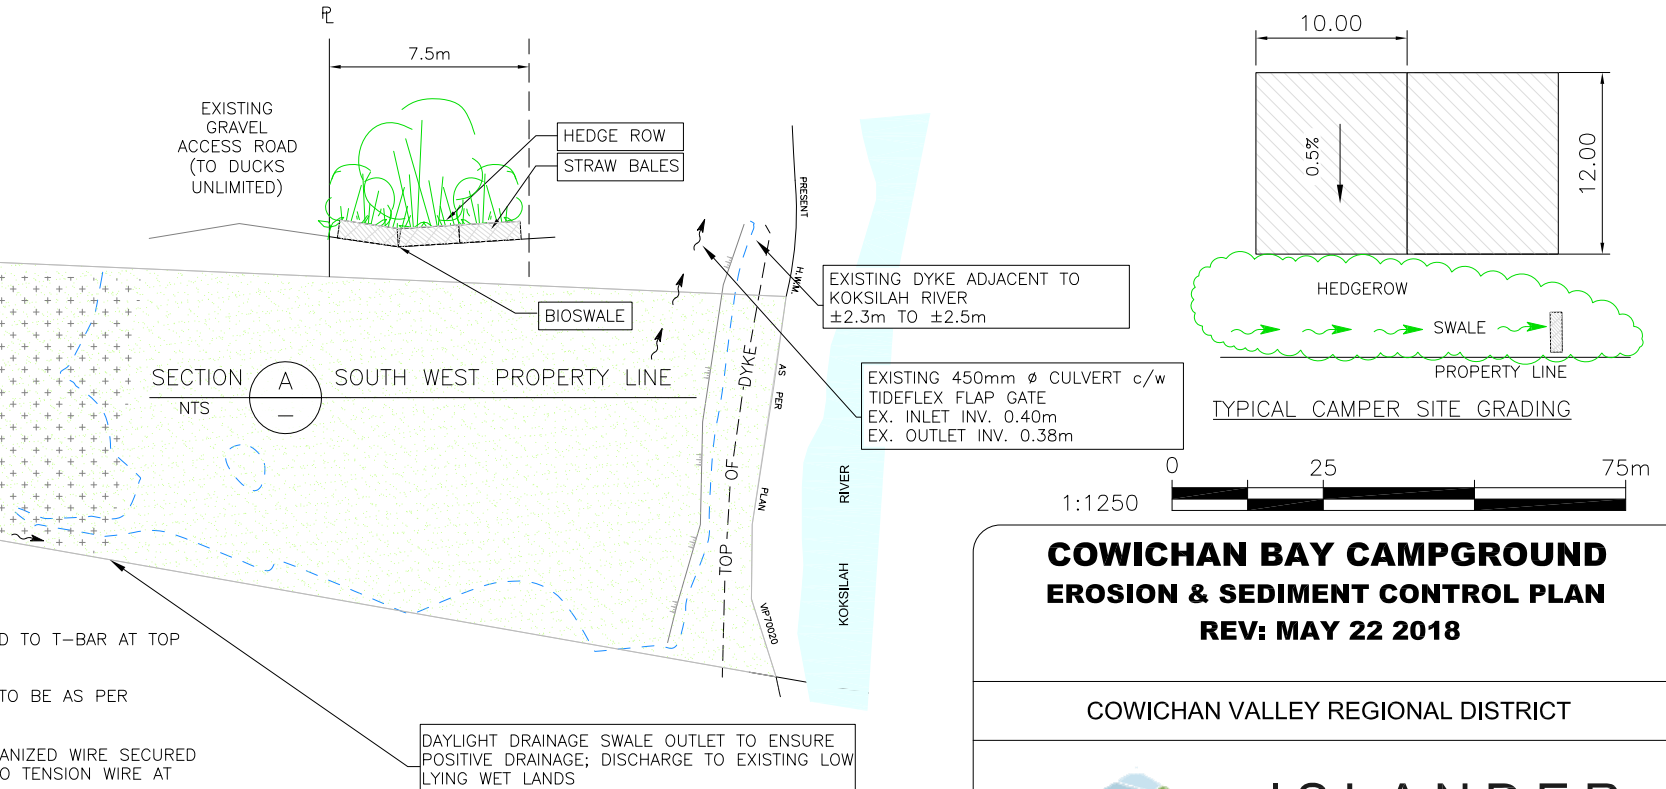 PL
7.5m
EXISTING
GRAVEL
ACCESS ROAD
(TO DUCKS
UNLIMITED)
HEDGE ROW
STRAW BALES
BIOSWALE
SECTION
A
–
SOUTH WEST PROPERTY LINE
NTS
PRESENT
H.W.M.
AS PER
PLAN
VIP70020
TOP OF DYKE
KOKSILAH RIVER
EXISTING DYKE ADJACENT TO
KOKSILAH RIVER
±2.3m TO ±2.5m
EXISTING 450mm Ø CULVERT c/w
TIDEFLEX FLAP GATE
EX. INLET INV. 0.40m
EX. OUTLET INV. 0.38m
10.00
0.5%
12.00
HEDGEROW
SWALE
PROPERTY LINE
TYPICAL CAMPER SITE GRADING
0 25 75m
1:1250
COWICHAN BAY CAMPGROUND
EROSION & SEDIMENT CONTROL PLAN
REV: MAY 22 2018
COWICHAN VALLEY REGIONAL DISTRICT
ISLANDER
D TO T-BAR AT TOP
TO BE AS PER
ANIZED WIRE SECURED
O TENSION WIRE AT
DAYLIGHT DRAINAGE SWALE OUTLET TO ENSURE
POSITIVE DRAINAGE; DISCHARGE TO EXISTING LOW
LYING WET LANDS